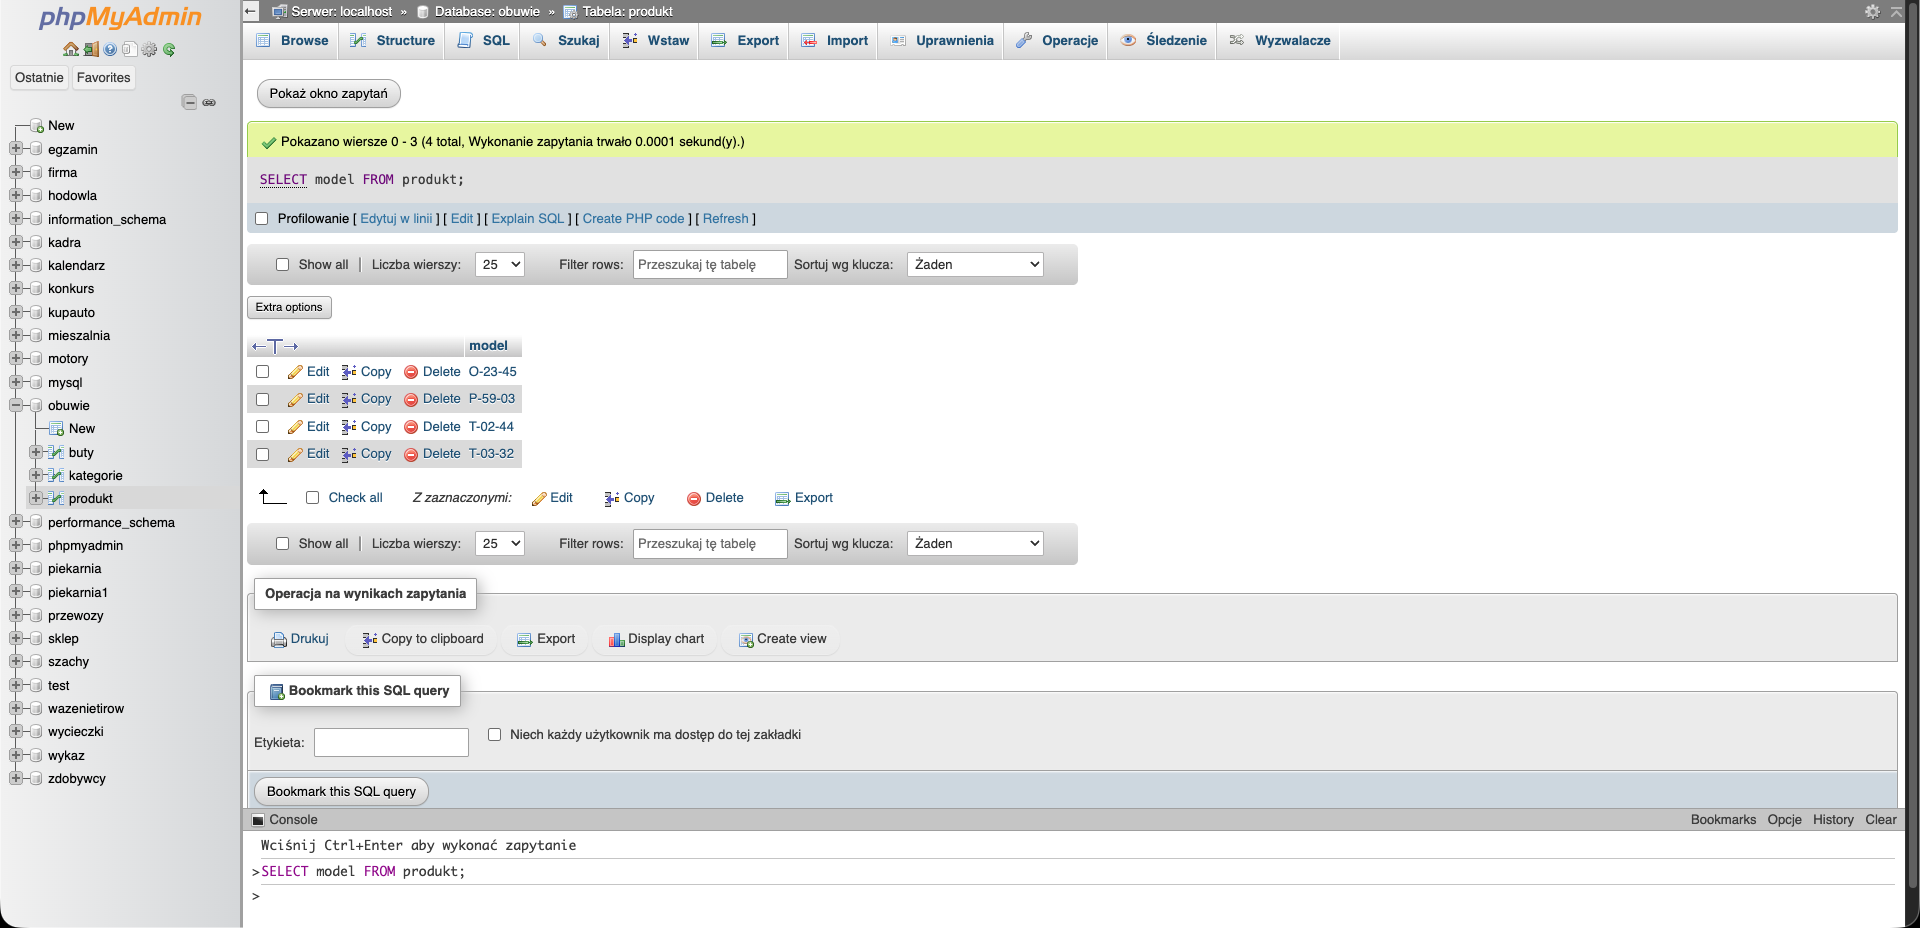 phpMyAdmin
Ostatnie Favorites
New
egzamin
firma
hodowla
information_schema
kadra
kalendarz
konkurs
kupauto
mieszalnia
motory
mysql
obuwie
New
buty
kategorie
produkt
performance_schema
phpmyadmin
piekarnia
piekarnia1
przewozy
sklep
szachy
test
wazenietirow
wycieczki
wykaz
zdobywcy
Serwer: localhost » Database: obuwie » Tabela: produkt
Browse Structure SQL Szukaj Wstaw Export Import Uprawnienia Operacje Śledzenie Wyzwalacze
Pokaż okno zapytań
Pokazano wiersze 0 - 3 (4 total, Wykonanie zapytania trwało 0.0001 sekund(y).)
SELECT model FROM produkt;
Profilowanie [ Edytuj w linii ] [ Edit ] [ Explain SQL ] [ Create PHP code ] [ Refresh ]
Show all | Liczba wierszy: 25 Filter rows: Przeszukaj tę tabelę Sortuj wg klucza: Żaden
Extra options
←T→ model
Edit Copy Delete O-23-45
Edit Copy Delete P-59-03
Edit Copy Delete T-02-44
Edit Copy Delete T-03-32
Check all Z zaznaczonymi: Edit Copy Delete Export
Show all | Liczba wierszy: 25 Filter rows: Przeszukaj tę tabelę Sortuj wg klucza: Żaden
Operacja na wynikach zapytania
Drukuj Copy to clipboard Export Display chart Create view
Bookmark this SQL query
Etykieta: Niech każdy użytkownik ma dostęp do tej zakładki
Bookmark this SQL query
Console Bookmarks Opcje History Clear
Wciśnij Ctrl+Enter aby wykonać zapytanie
>SELECT model FROM produkt;
>